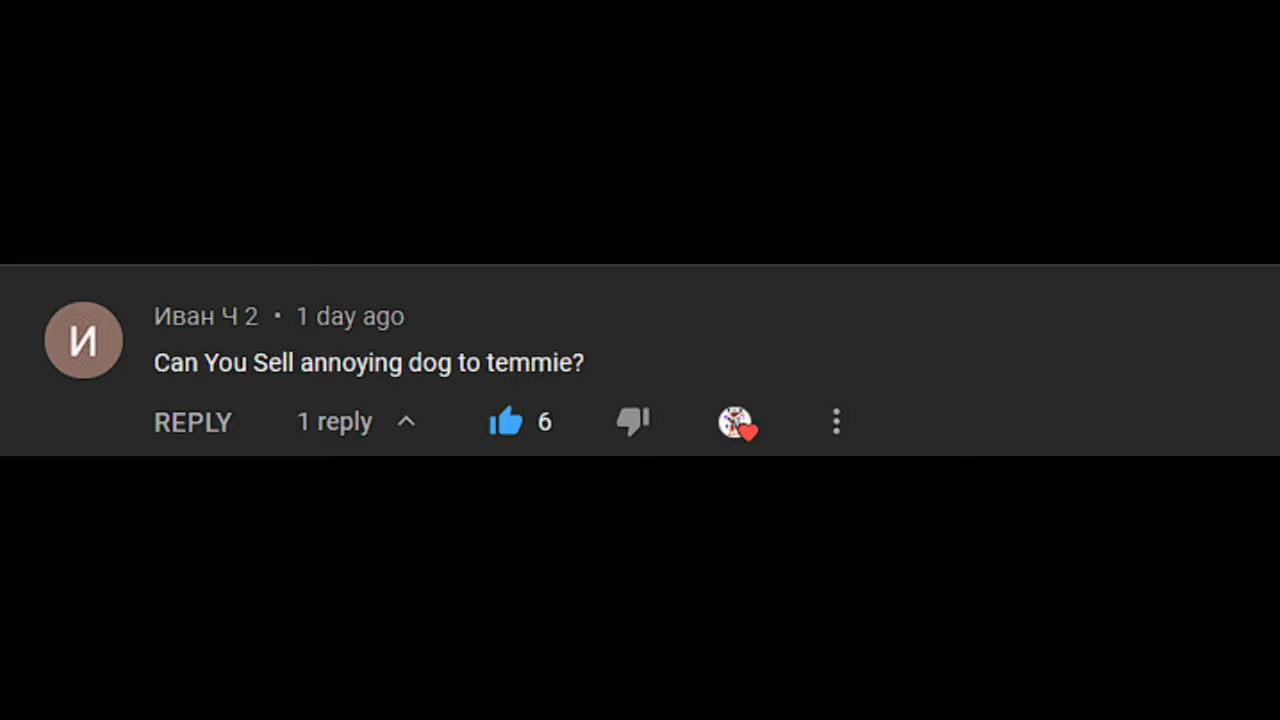 Иван Ч 2 • 1 day ago
Can You Sell annoying dog to temmie?
REPLY 1 reply 6
И